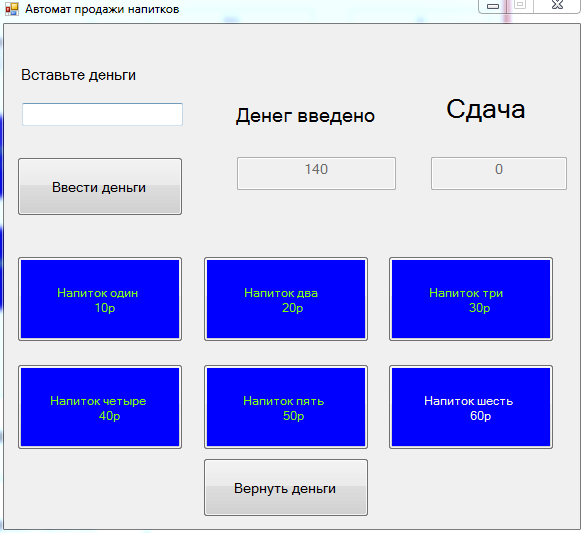 Автомат продажи напитков
Вставьте деньги
Денег введено
Сдача
Ввести деньги
140
0
Напиток один
10р
Напиток два
20р
Напиток три
30р
Напиток четыре
40р
Напиток пять
50р
Напиток шесть
60р
Вернуть деньги